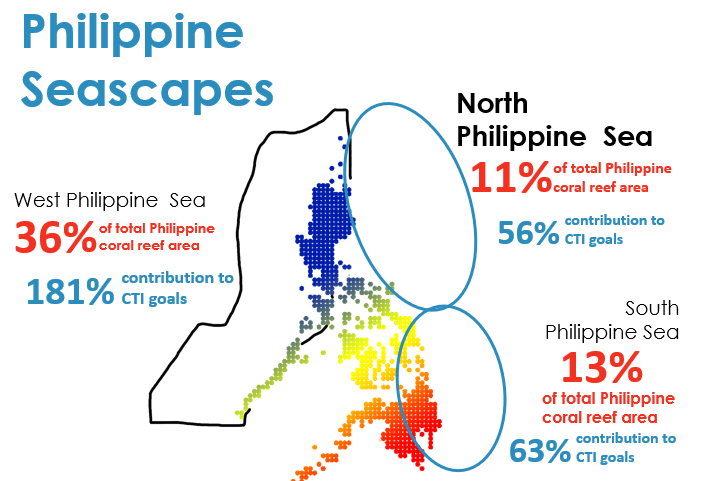 Philippine
Seascapes
North
Philippine Sea
11% of total Philippine
coral reef area
56% contribution to
CTI goals
West Philippine Sea
36% of total Philippine
coral reef area
181% contribution to
CTI goals
South
Philippine Sea
13%
of total Philippine
coral reef area
63% contribution to
CTI goals